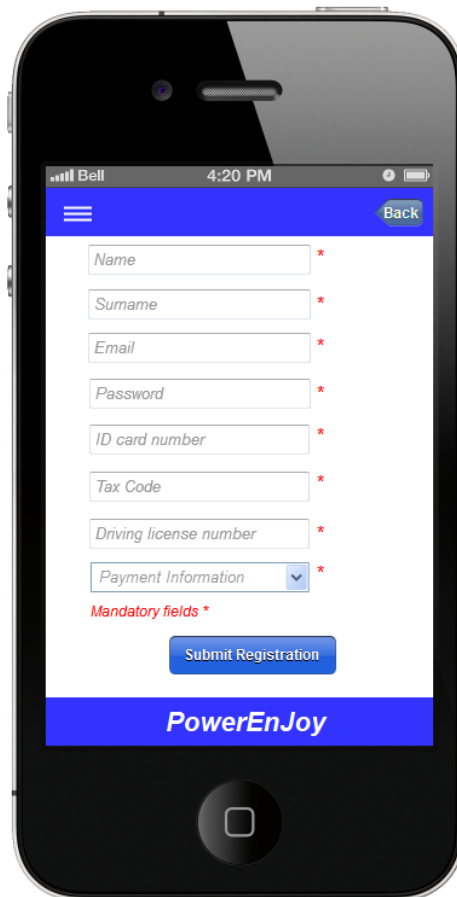 Bell 4:20 PM
Back
Name *
Surname *
Email *
Password *
ID card number *
Tax Code *
Driving license number *
Payment Information *
Mandatory fields *
Submit Registration
PowerEnJoy